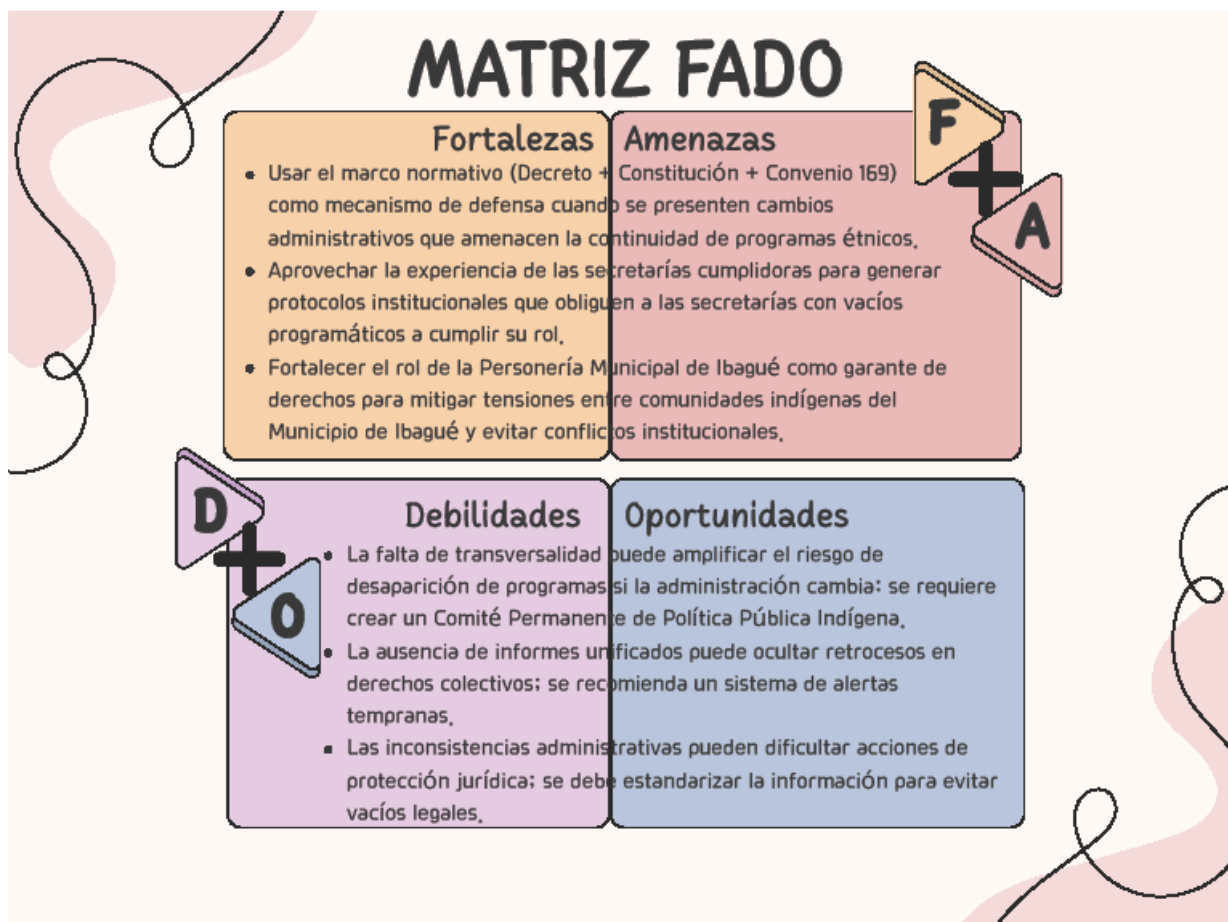 MATRIZ FADO
F
+
A
Fortalezas
Amenazas
• Usar el marco normativo (Decreto + Constitución + Convenio 169)
como mecanismo de defensa cuando se presenten cambios
administrativos que amenacen la continuidad de programas étnicos.
• Aprovechar la experiencia de las secretarías cumplidoras para generar
protocolos institucionales que obliguen a las secretarías con vacíos
programáticos a cumplir su rol.
• Fortalecer el rol de la Personería Municipal de Ibagué como garante de
derechos para mitigar tensiones entre comunidades indígenas del
Municipio de Ibagué y evitar conflictos institucionales.
D
+
O
Debilidades
Oportunidades
• La falta de transversalidad puede amplificar el riesgo de
desaparición de programas si la administración cambia: se requiere
crear un Comité Permanente de Política Pública Indígena.
• La ausencia de informes unificados puede ocultar retrocesos en
derechos colectivos; se recomienda un sistema de alertas
tempranas.
• Las inconsistencias administrativas pueden dificultar acciones de
protección jurídica; se debe estandarizar la información para evitar
vacíos legales.